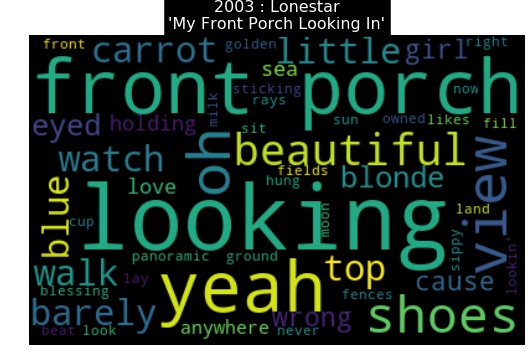 2003 : Lonestar
'My Front Porch Looking In'
front
carrot
golden
little
girl
right
front porch
sea
sticking
rays
now
eyed
holding
milk
sit
sun
owned
likes
fill
oh
beautiful
view
watch
fields
blonde
hung
blue
love
looking
moon
land
cup
sippy
lookin
panoramic
ground
walk
lay
yeah
top
cause
blessing
fences
barely
wrong
shoes
beat
look
anywhere
never